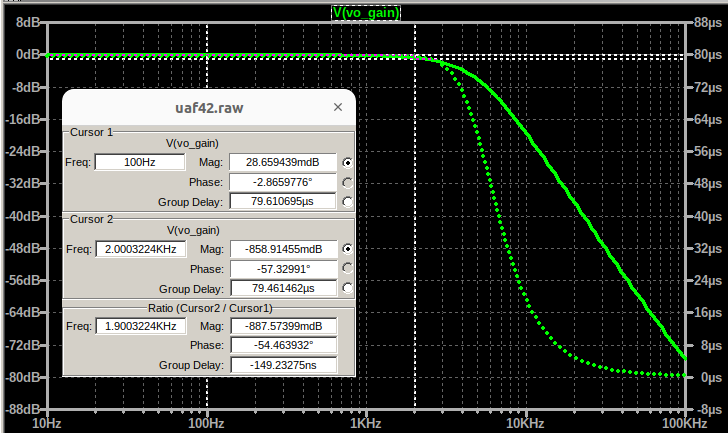 V(vo_gain)
8dB
0dB
-8dB
-16dB
-24dB
-32dB
-40dB
-48dB
-56dB
-64dB
-72dB
-80dB
-88dB
88µs
80µs
72µs
64µs
56µs
48µs
40µs
32µs
24µs
16µs
8µs
0µs
-8µs
10Hz
100Hz
1KHz
10KHz
100KHz
uaf42.raw
×
Cursor 1
V(vo_gain)
Freq: 100Hz Mag: 28.659439mdB
Phase: -2.8659776°
Group Delay: 79.610695µs
Cursor 2
V(vo_gain)
Freq: 2.0003224KHz Mag: -858.91455mdB
Phase: -57.32991°
Group Delay: 79.461462µs
Ratio (Cursor2 / Cursor1)
Freq: 1.9003224KHz Mag: -887.57399mdB
Phase: -54.463932°
Group Delay: -149.23275ns